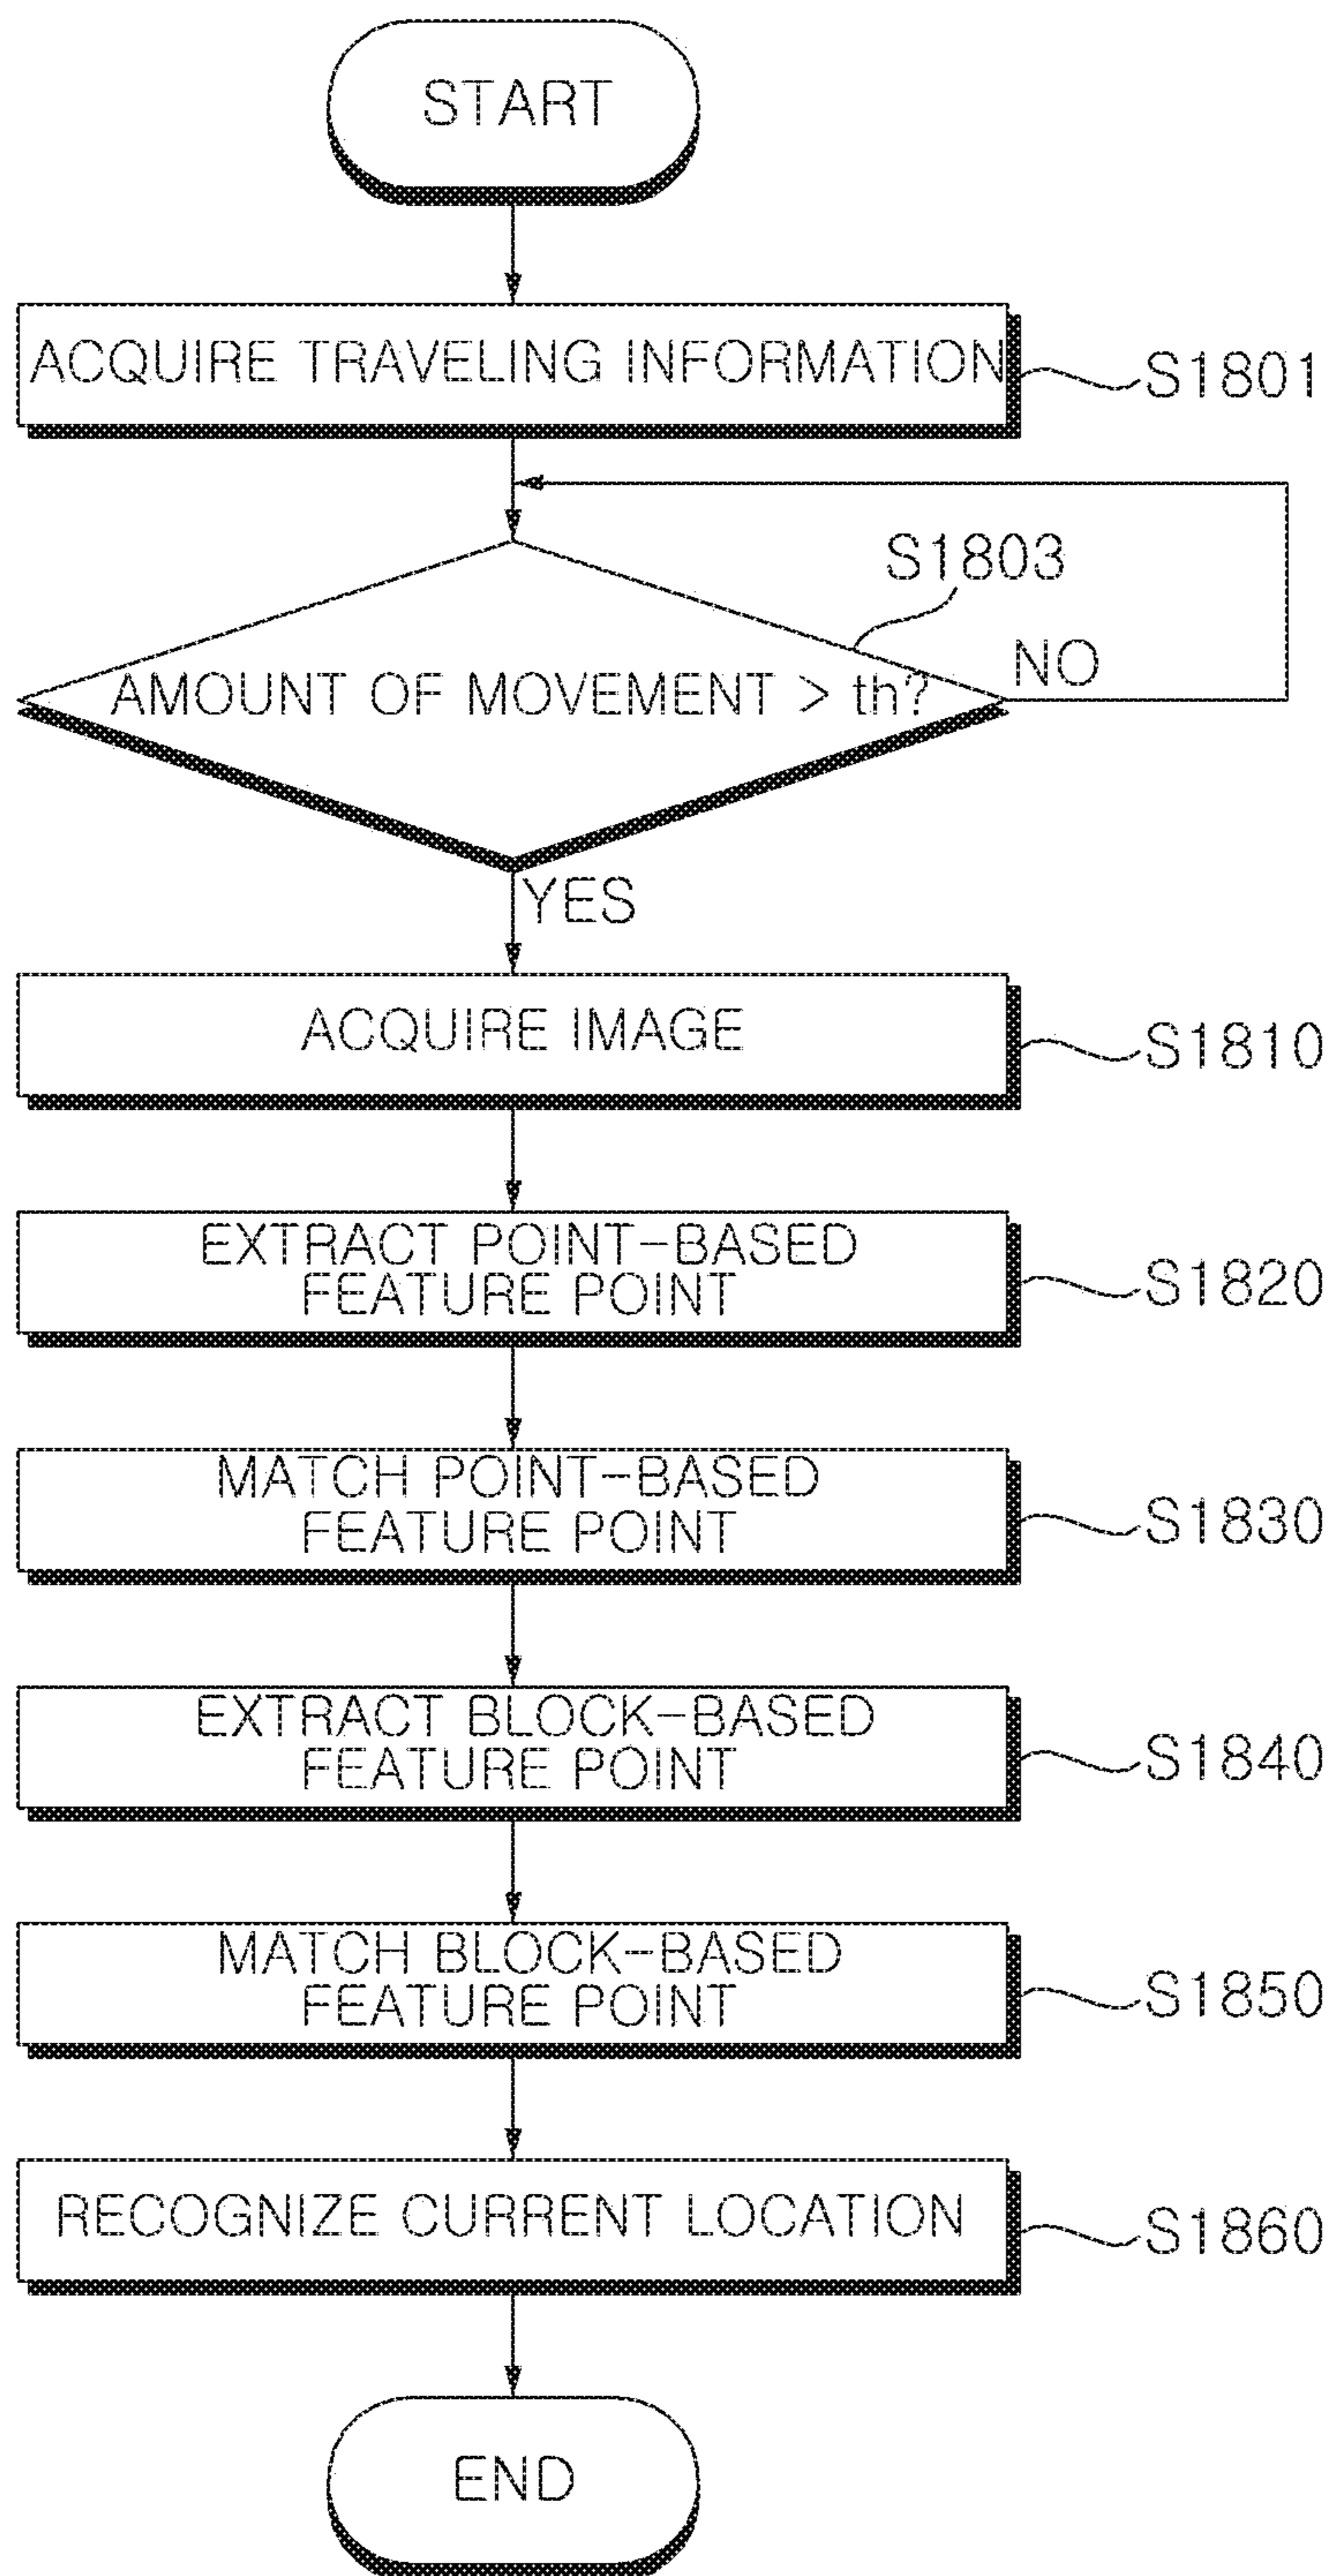 START
ACQUIRE TRAVELING INFORMATION
S1801
S1803
AMOUNT OF MOVEMENT > th?
NO
YES
ACQUIRE IMAGE
S1810
EXTRACT POINT-BASED
FEATURE POINT
S1820
MATCH POINT-BASED
FEATURE POINT
S1830
EXTRACT BLOCK-BASED
FEATURE POINT
S1840
MATCH BLOCK-BASED
FEATURE POINT
S1850
RECOGNIZE CURRENT LOCATION
S1860
END